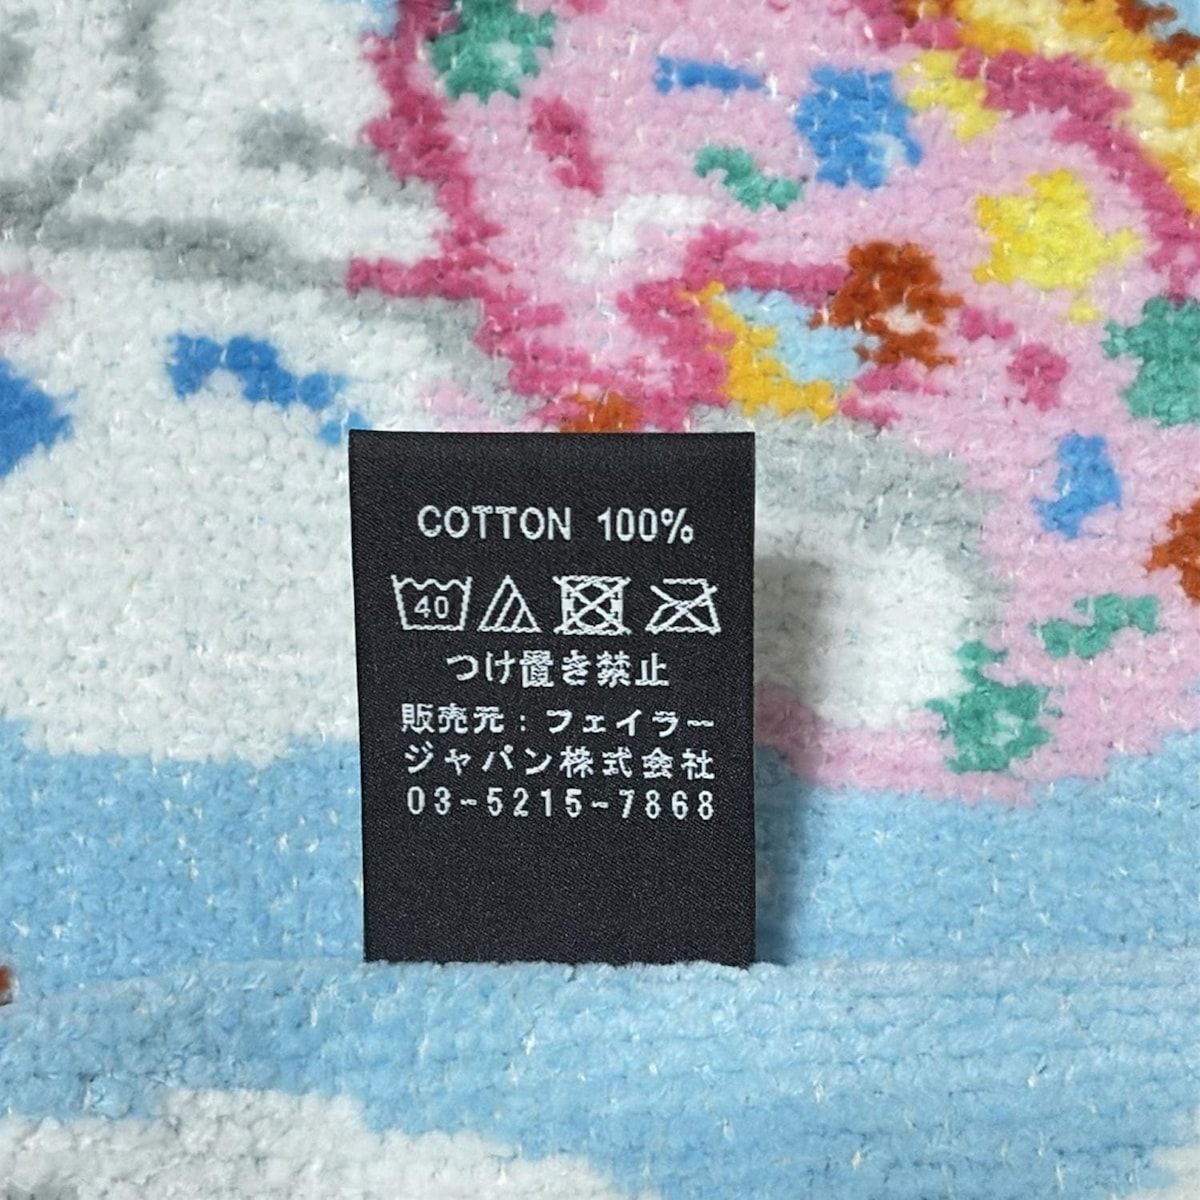 COTTON 100%
40
つけ置き禁止
販売元：フェイラー
ジャパン株式会社
03-5215-7868